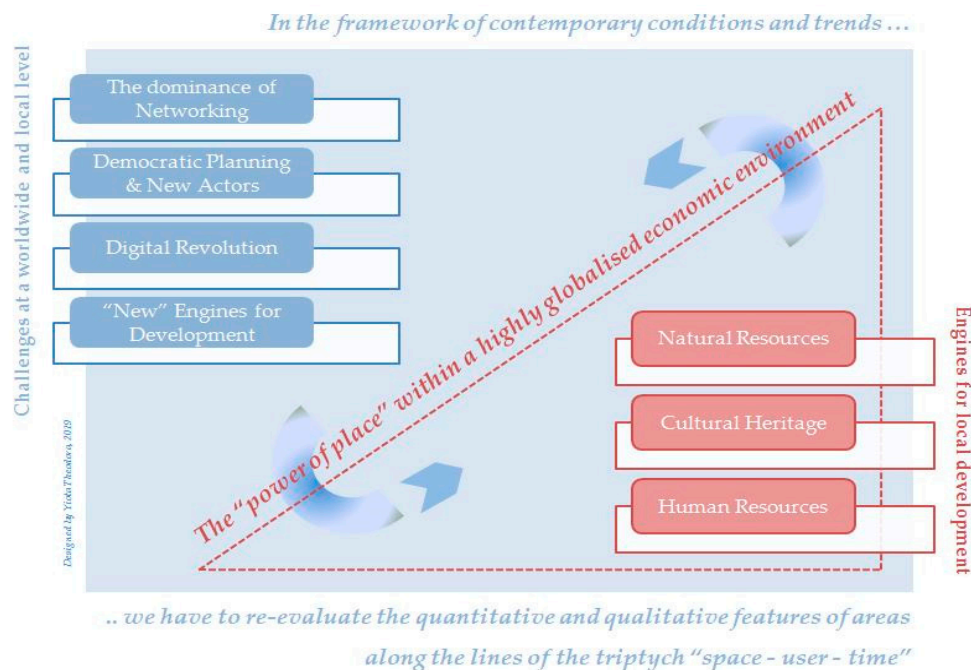 In the framework of contemporary conditions and trends ...
Challenges at a worldwide and local level
The dominance of
Networking
Democratic Planning
& New Actors
Digital Revolution
“New” Engines for
Development
The “power of place” within a highly globalised economic environment
Natural Resources
Cultural Heritage
Human Resources
Engines for local development
Designed by Yiota Theodora, 2019
.. we have to re-evaluate the quantitative and qualitative features of areas
along the lines of the triptych “space - user - time”